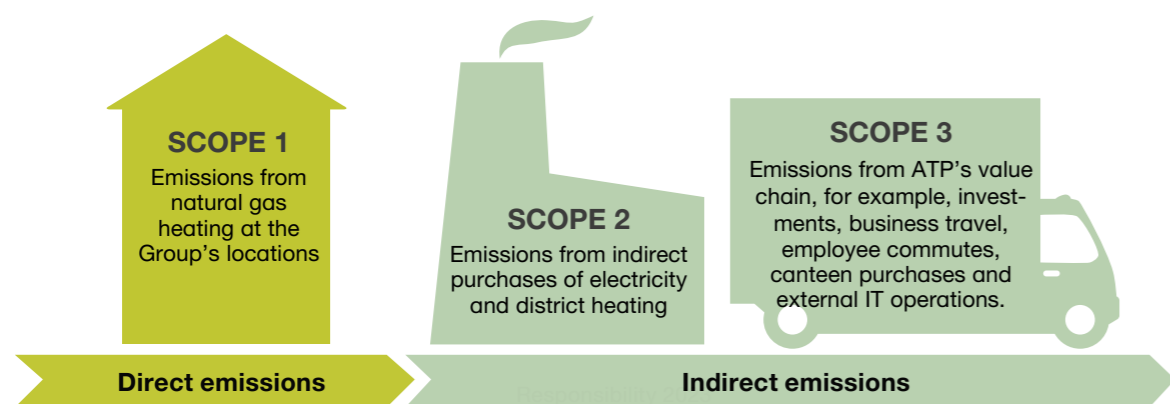 SCOPE 1
Emissions from
natural gas
heating at the
Group's locations
SCOPE 2
Emissions from indirect
purchases of electricity
and district heating
SCOPE 3
Emissions from ATP's value
chain, for example, invest-
ments, business travel,
employee commutes,
canteen purchases and
external IT operations.
Direct emissions
Indirect emissions
Responsibility